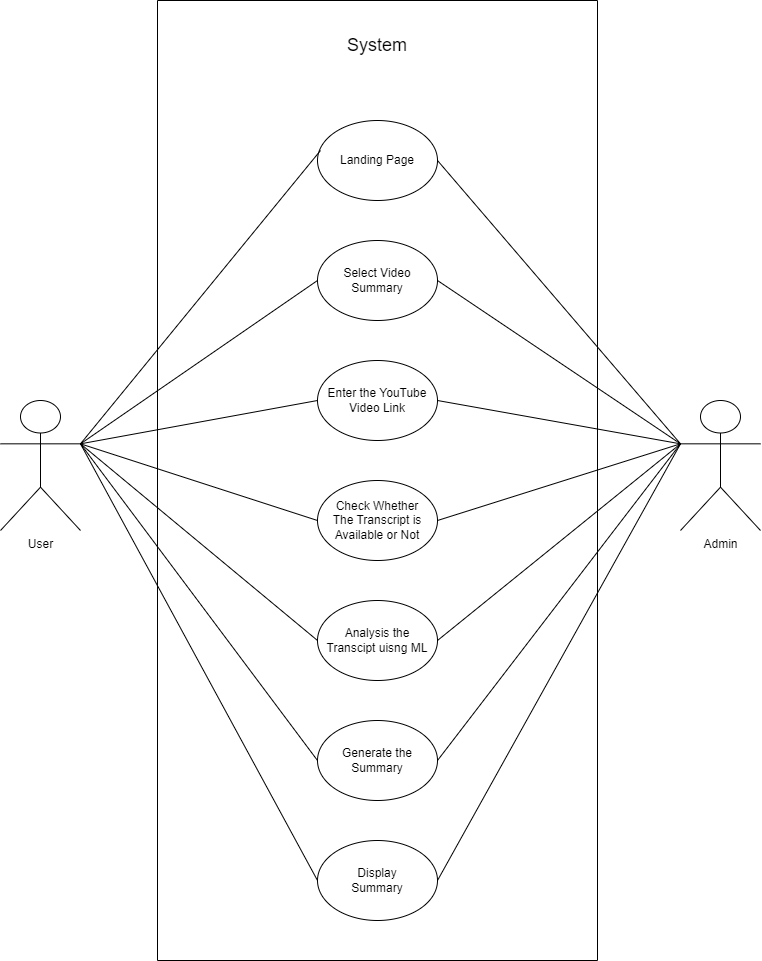 System
Landing Page
Select Video
Summary
Enter the YouTube
Video Link
Check Whether
The Transcript is
Available or Not
User
Admin
Analysis the
Transcipt uisng ML
Generate the
Summary
Display
Summary